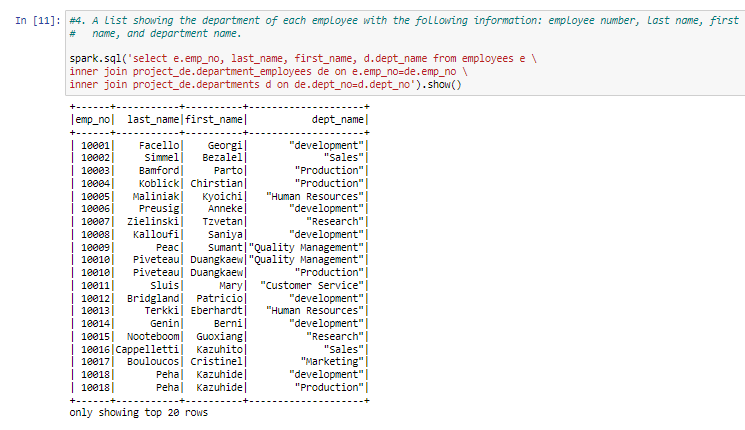 In [11]: #4. A List showing the department of each employee with the following information: employee number, last name, first
#   name, and department name.
spark.sql('select e.emp_no, last_name, first_name, d.dept_name from employees e \
inner join project_de.department_employees de on e.emp_no=de.emp_no \
inner join project_de.departments d on de.dept_no=d.dept_no').show()
+------+-----------+----------+--------------------+
|emp_no|  last_name|first_name|           dept_name|
+------+-----------+----------+--------------------+
| 10001|    Facello|    Georgi|       "development"|
| 10002|     Simmel|   Bezalel|             "Sales"|
| 10003|    Bamford|     Parto|        "Production"|
| 10004|    Koblick| Chirstian|        "Production"|
| 10005|   Maliniak|   Kyoichi|   "Human Resources"|
| 10006|    Preusig|    Anneke|       "development"|
| 10007|  Zielinski|   Tzvetan|          "Research"|
| 10008|   Kalloufi|    Saniya|       "development"|
| 10009|       Peac|    Sumant|"Quality Management"|
| 10010|   Piveteau| Duangkaew|"Quality Management"|
| 10010|   Piveteau| Duangkaew|        "Production"|
| 10011|      Sluis|      Mary|  "Customer Service"|
| 10012|  Bridgland|  Patricio|       "development"|
| 10013|     Terkki| Eberhardt|   "Human Resources"|
| 10014|      Genin|     Berni|       "development"|
| 10015|  Nooteboom|  Guoxiang|          "Research"|
| 10016|Cappelletti|  Kazuhito|             "Sales"|
| 10017|  Bouloucos| Cristinel|         "Marketing"|
| 10018|       Peha|  Kazuhide|       "development"|
| 10018|       Peha|  Kazuhide|        "Production"|
+------+-----------+----------+--------------------+
only showing top 20 rows